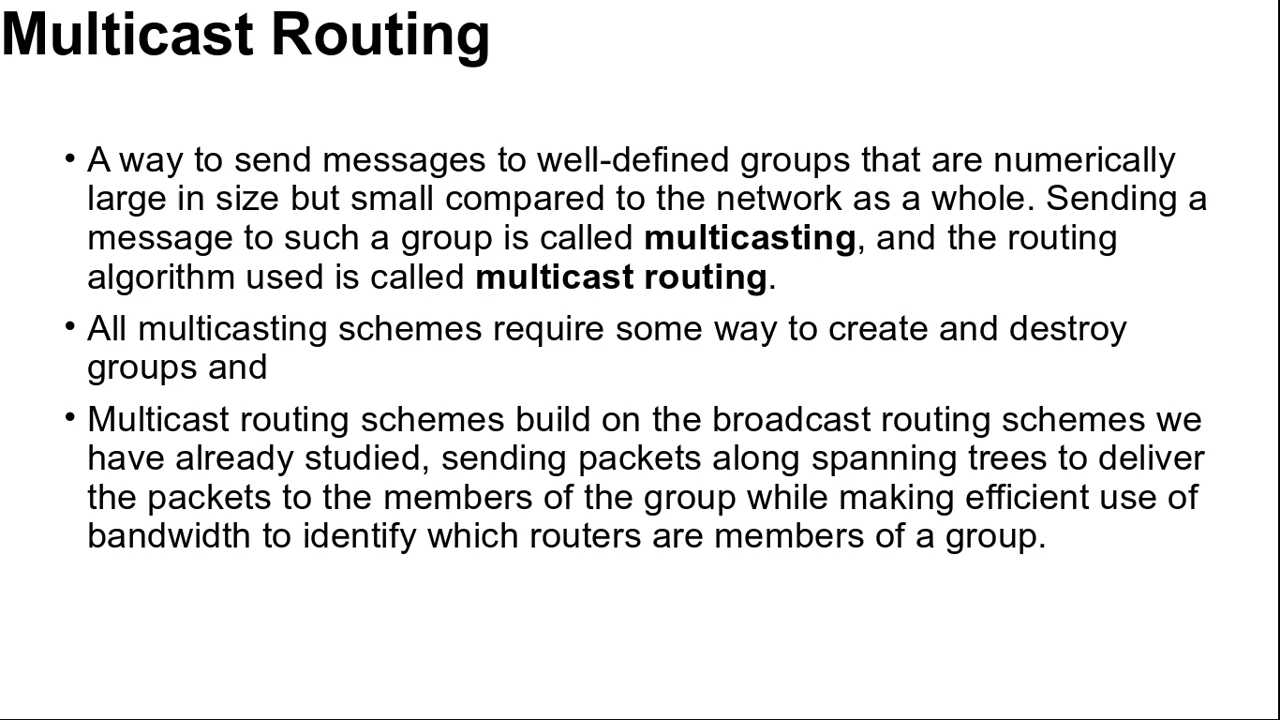 Multicast Routing
• A way to send messages to well-defined groups that are numerically
large in size but small compared to the network as a whole. Sending a
message to such a group is called multicasting, and the routing
algorithm used is called multicast routing.
• All multicasting schemes require some way to create and destroy
groups and
• Multicast routing schemes build on the broadcast routing schemes we
have already studied, sending packets along spanning trees to deliver
the packets to the members of the group while making efficient use of
bandwidth to identify which routers are members of a group.